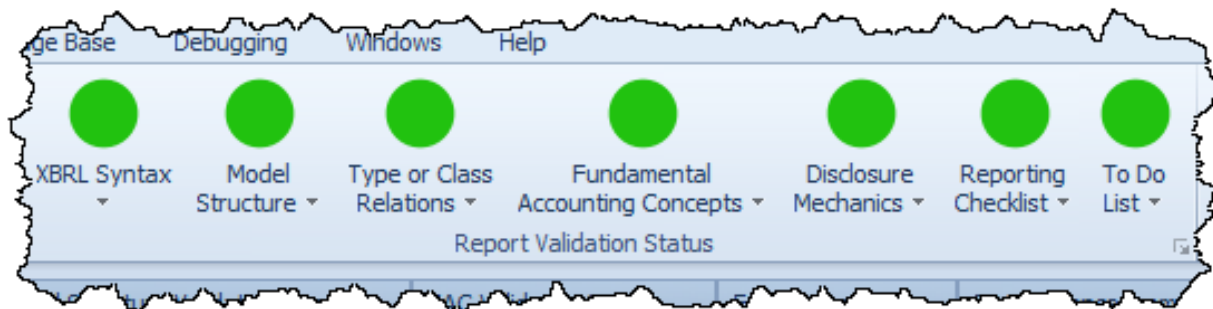 ge Base Debugging Windows Help
XBRL Syntax Model Structure Type or Class Relations Fundamental Accounting Concepts Disclosure Mechanics Reporting Checklist To Do List
Report Validation Status